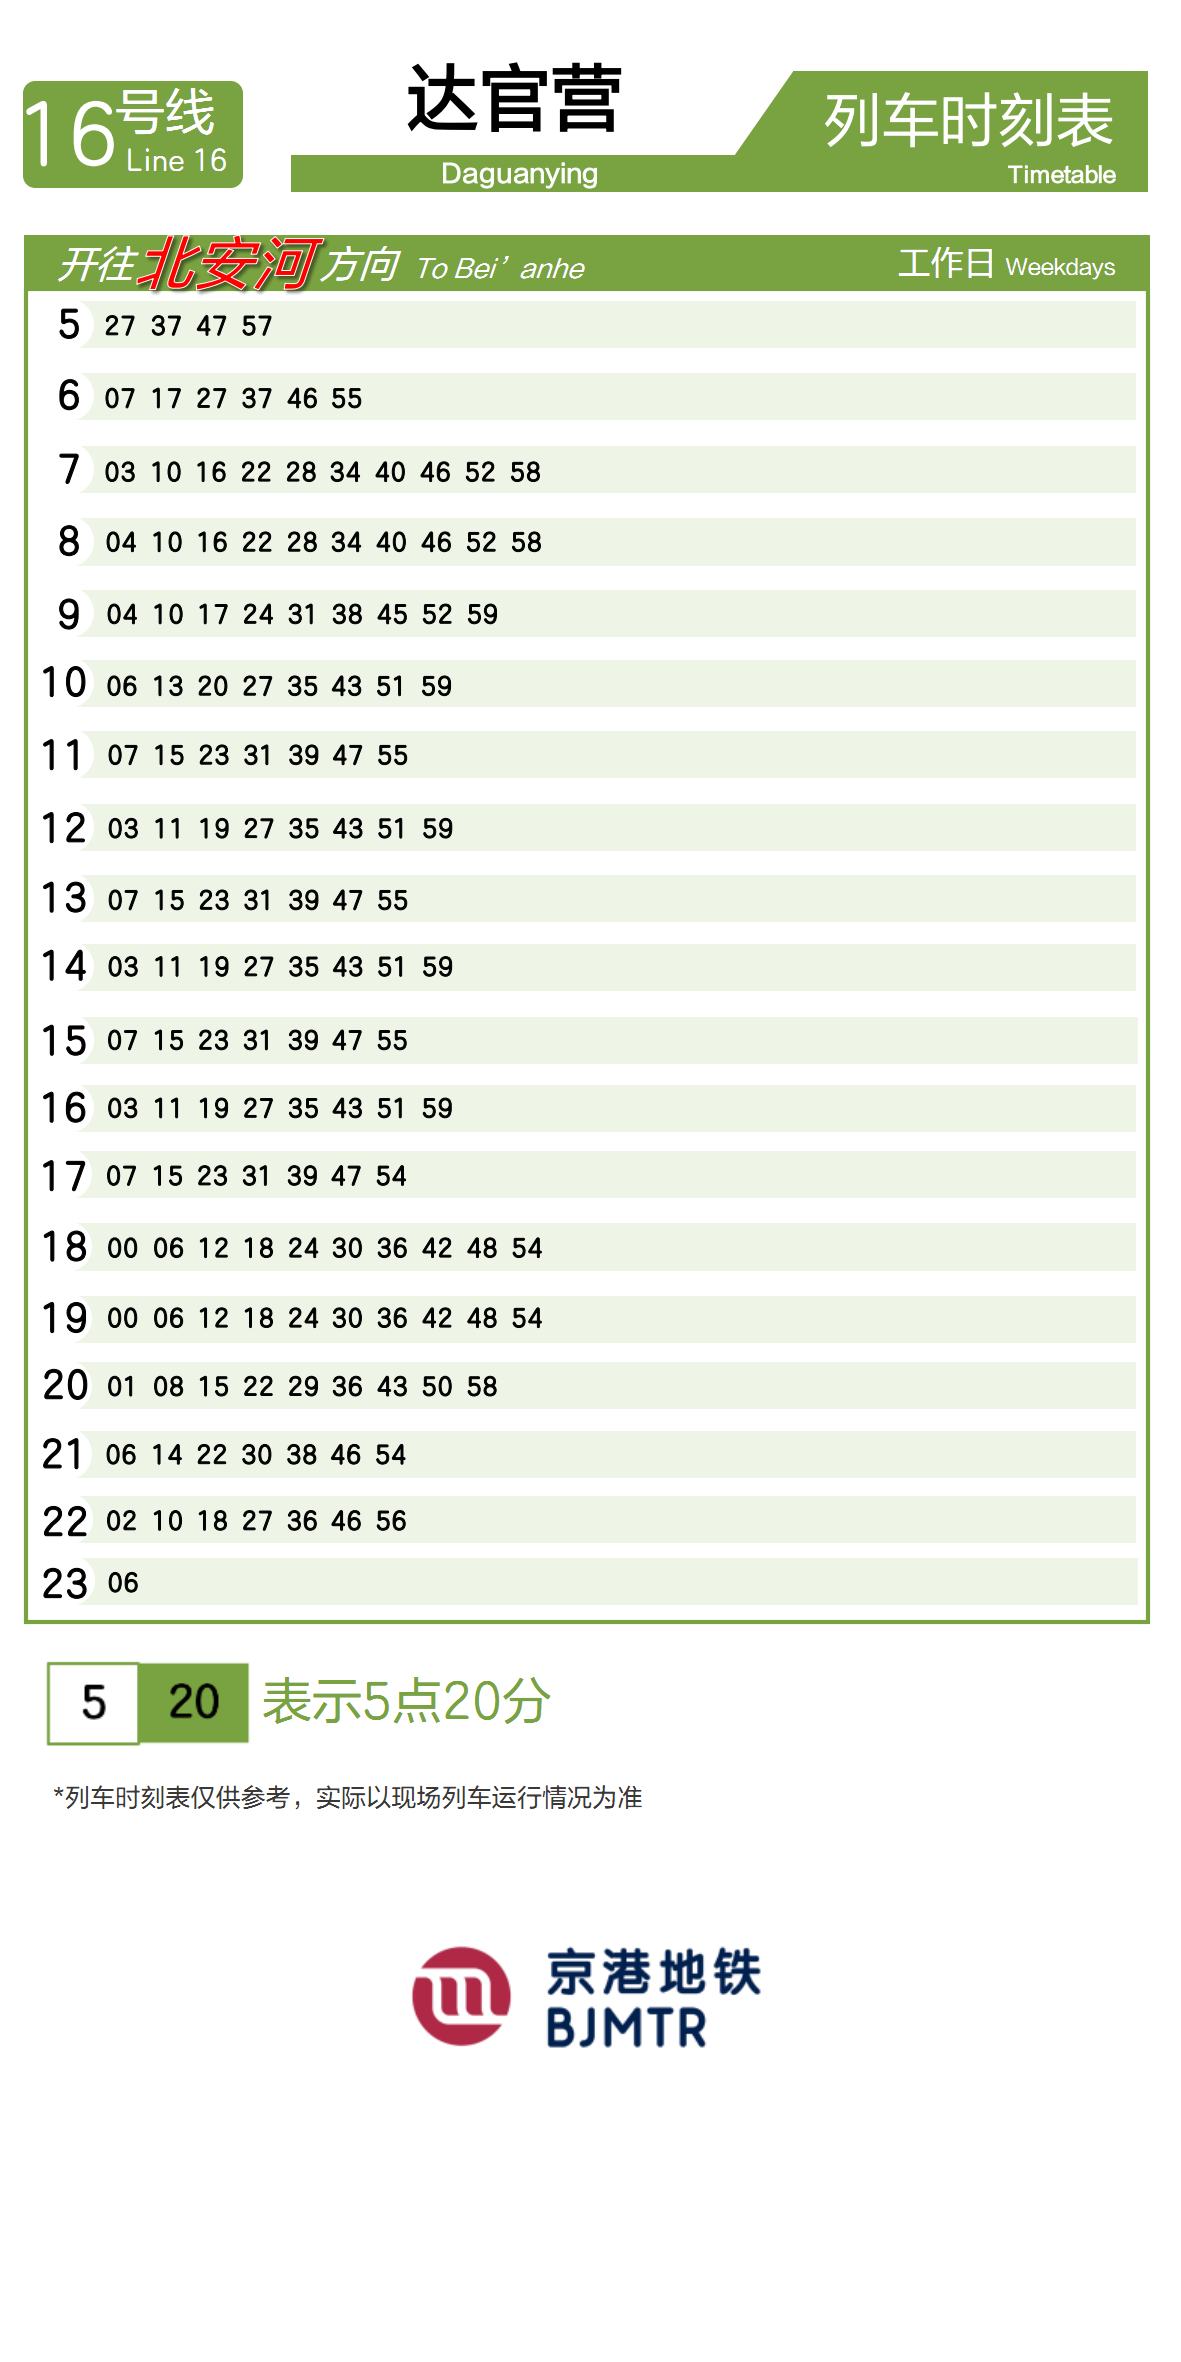 16号线
Line 16
达官营
Daguanying
列车时刻表
Timetable
开往北安河方向 To Bei’anhe 工作日 Weekdays
5 27 37 47 57
6 07 17 27 37 46 55
7 03 10 16 22 28 34 40 46 52 58
8 04 10 16 22 28 34 40 46 52 58
9 04 10 17 24 31 38 45 52 59
10 06 13 20 27 35 43 51 59
11 07 15 23 31 39 47 55
12 03 11 19 27 35 43 51 59
13 07 15 23 31 39 47 55
14 03 11 19 27 35 43 51 59
15 07 15 23 31 39 47 55
16 03 11 19 27 35 43 51 59
17 07 15 23 31 39 47 54
18 00 06 12 18 24 30 36 42 48 54
19 00 06 12 18 24 30 36 42 48 54
20 01 08 15 22 29 36 43 50 58
21 06 14 22 30 38 46 54
22 02 10 18 27 36 46 56
23 06
5 20 表示5点20分
*列车时刻表仅供参考，实际以现场列车运行情况为准
京港地铁
BJMTR